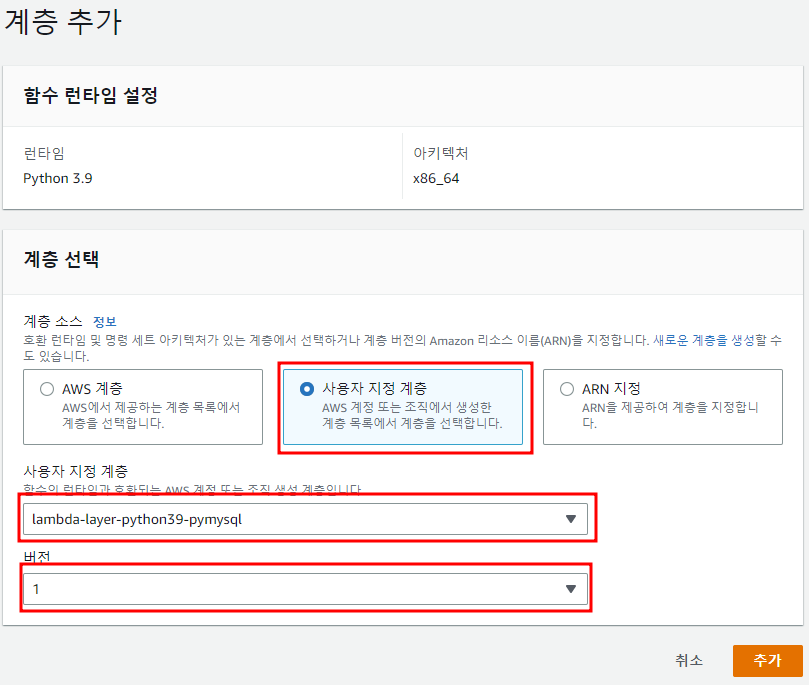 계층 추가
함수 런타임 설정
런타임
Python 3.9
아키텍처
x86_64
계층 선택
계층 소스 정보
호환 런타임 및 명령 세트 아키텍처가 있는 계층에서 선택하거나 계층 버전의 Amazon 리소스 이름(ARN)을 지정합니다. 새로운 계층을 생성할 수
도 있습니다.
AWS 계층
AWS에서 제공하는 계층 목록에서
계층을 선택합니다.
사용자 지정 계층
AWS 계정 또는 조직에서 생성한
계층 목록에서 계층을 선택합니다.
ARN 지정
ARN을 제공하여 계층을 지정합니
다.
사용자 지정 계층
함수의 런타임과 호환되는 AWS 계정 또는 조직 생성 계층입니다.
lambda-layer-python39-pymysql
버전
1
취소
추가